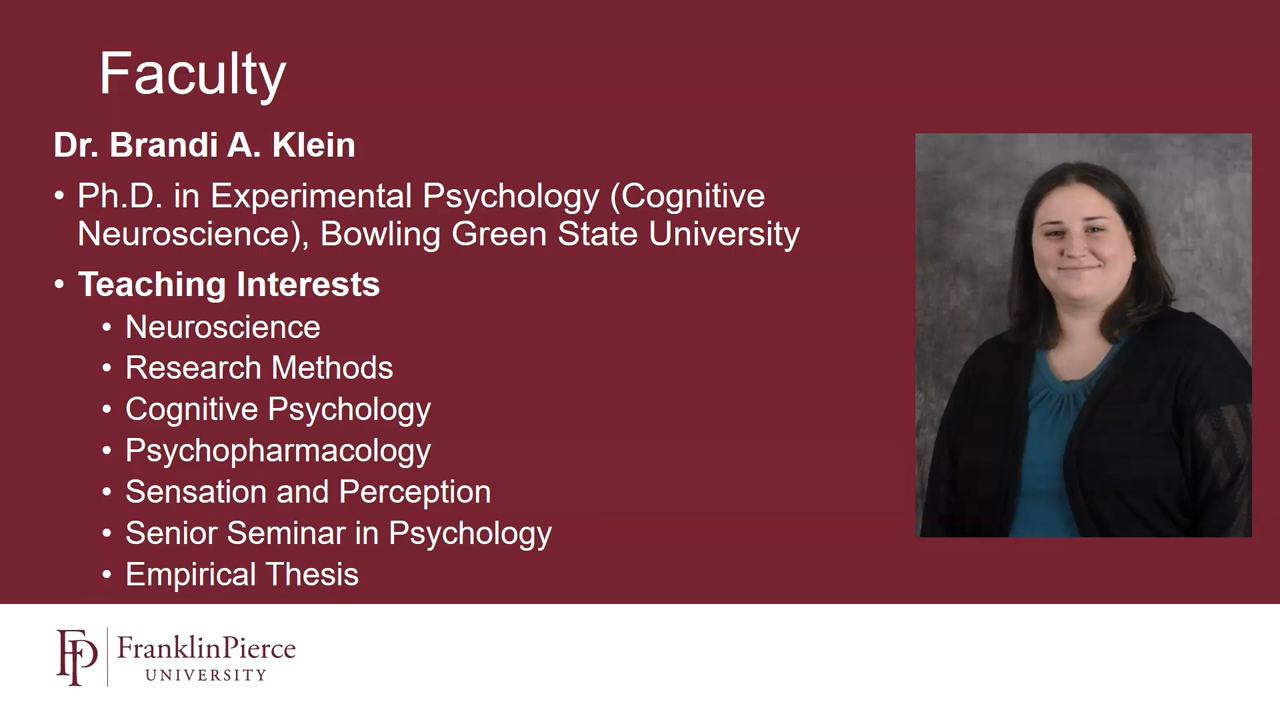 Faculty
Dr. Brandi A. Klein
• Ph.D. in Experimental Psychology (Cognitive
Neuroscience), Bowling Green State University
• Teaching Interests
• Neuroscience
• Research Methods
• Cognitive Psychology
• Psychopharmacology
• Sensation and Perception
• Senior Seminar in Psychology
• Empirical Thesis
FP
FranklinPierce
UNIVERSITY